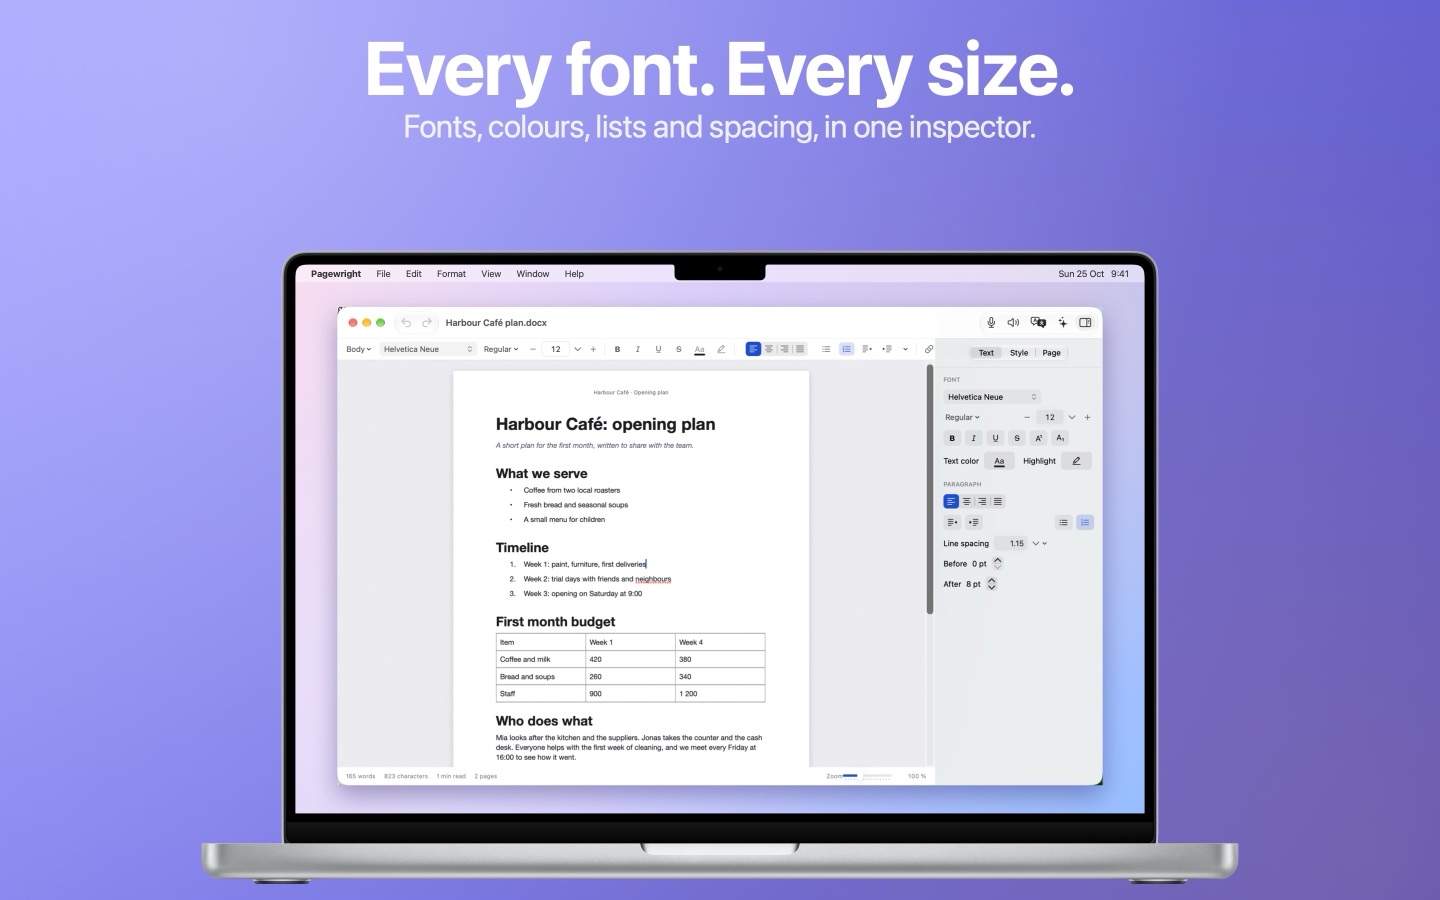 Every font. Every size.
Fonts, colours, lists and spacing, in one inspector.
Pagewright File Edit Format View Window Help Sun 25 Oct 9:41
Harbour Café plan.docx
Body Helvetica Neue Regular 12 B I U S Aa
Text Style Page
FONT
Helvetica Neue
Regular 12
B I U S A¹ A₁
Text color Aa Highlight
PARAGRAPH
Line spacing 1.15
Before 0 pt
After 8 pt
Harbour Café - Opening plan
Harbour Café: opening plan
A short plan for the first month, written to share with the team.
What we serve
• Coffee from two local roasters
• Fresh bread and seasonal soups
• A small menu for children
Timeline
1. Week 1: paint, furniture, first deliveries
2. Week 2: trial days with friends and neighbours
3. Week 3: opening on Saturday at 9:00
First month budget
Item Week 1 Week 4
Coffee and milk 420 380
Bread and soups 260 340
Staff 900 1 200
Who does what
Mia looks after the kitchen and the suppliers. Jonas takes the counter and the cash
desk. Everyone helps with the first week of cleaning, and we meet every Friday at
16:00 to see how it went.
165 words 823 characters 1 min read 2 pages Zoom 100 %